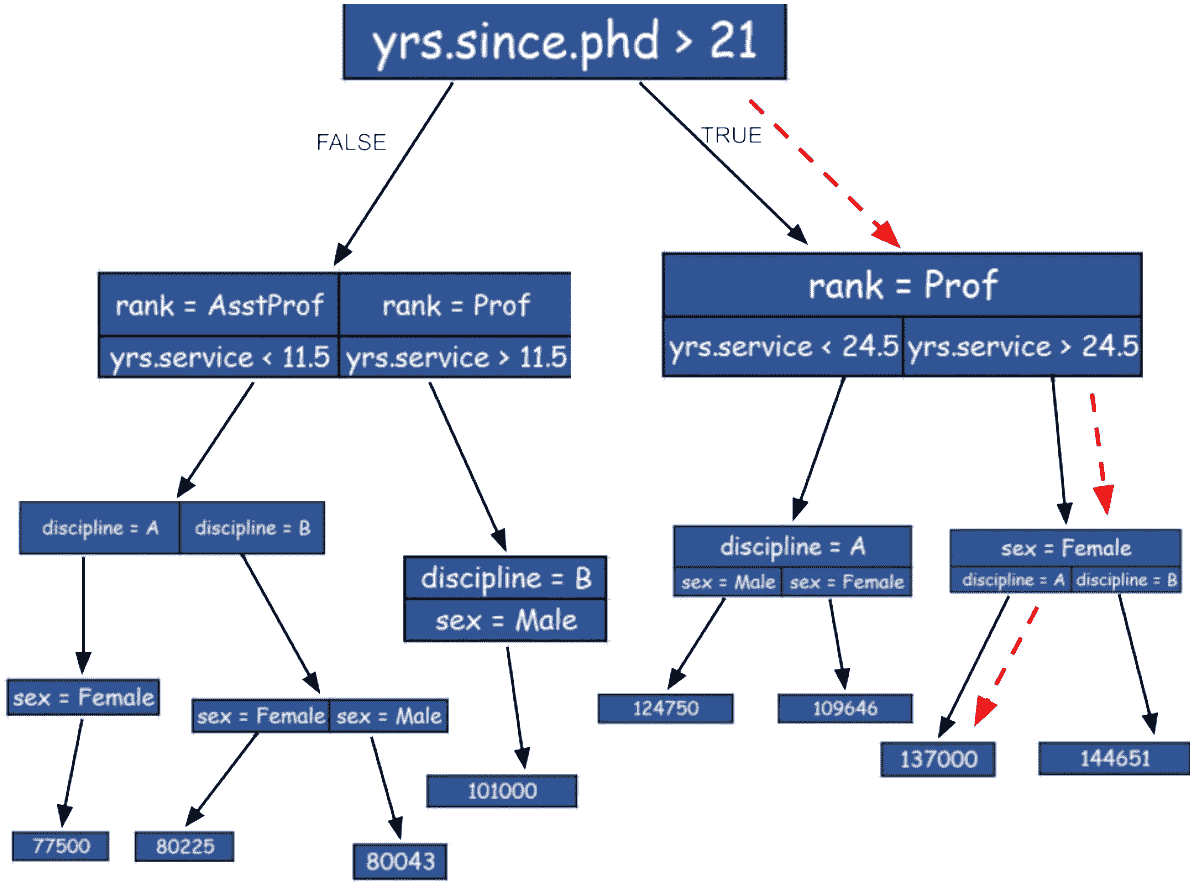 yrs.since.phd > 21
FALSE
TRUE
rank = Prof
rank = AsstProf
rank = Prof
yrs.service < 24.5
yrs.service > 24.5
yrs.service < 11.5
yrs.service > 11.5
discipline = A
discipline = B
discipline = A
sex = Male
sex = Female
sex = Female
discipline = A
discipline = B
discipline = B
sex = Male
sex = Female
sex = Female
sex = Male
124750
109646
137000
144651
101000
77500
80225
80043